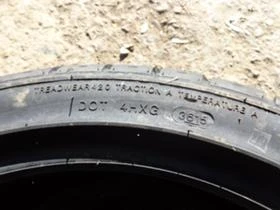 TREADWEAR 420 TRACTION A TEMPERATURE A
DOT 4HXG 3615